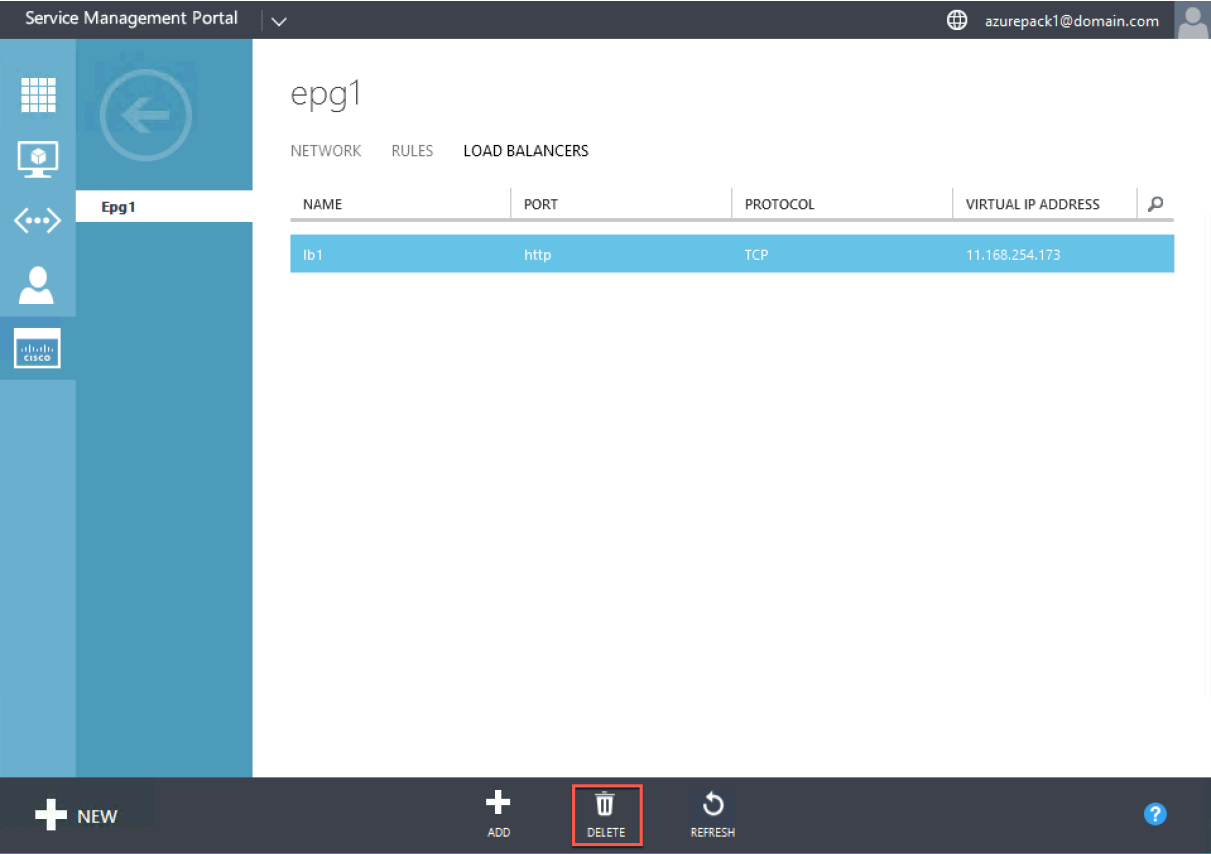 Service Management Portal
azurepack1@domain.com
epg1
NETWORK RULES LOAD BALANCERS
Epg1
NAME PORT PROTOCOL VIRTUAL IP ADDRESS
lb1 http TCP 11.168.254.173
CISCO
NEW
ADD DELETE REFRESH
?